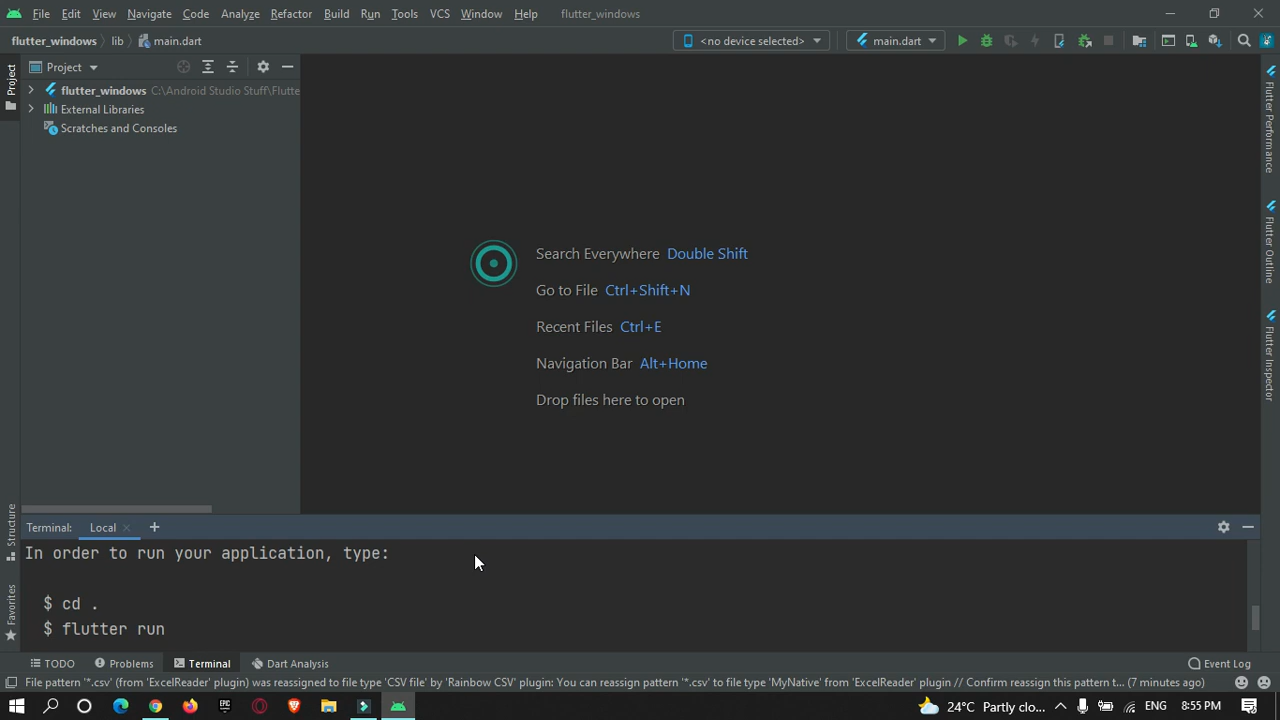 File Edit View Navigate Code Analyze Refactor Build Run Tools VCS Window Help flutter_windows
flutter_windows lib main.dart <no device selected> main.dart
Project
Project
flutter_windows C:\Android Studio Stuff\Flutte
External Libraries
Scratches and Consoles
Search Everywhere Double Shift
Go to File Ctrl+Shift+N
Recent Files Ctrl+E
Navigation Bar Alt+Home
Drop files here to open
Flutter Performance
Flutter Outline
Flutter Inspector
Structure
Favorites
Terminal: Local
In order to run your application, type:
$ cd .
$ flutter run
TODO Problems Terminal Dart Analysis Event Log
File pattern '*.csv' (from 'ExcelReader' plugin) was reassigned to file type 'CSV file' by 'Rainbow CSV' plugin: You can reassign pattern '*.csv' to file type 'MyNative' from 'ExcelReader' plugin // Confirm reassign this pattern t... (7 minutes ago)
EPIC 24°C Partly clo... ENG 8:55 PM